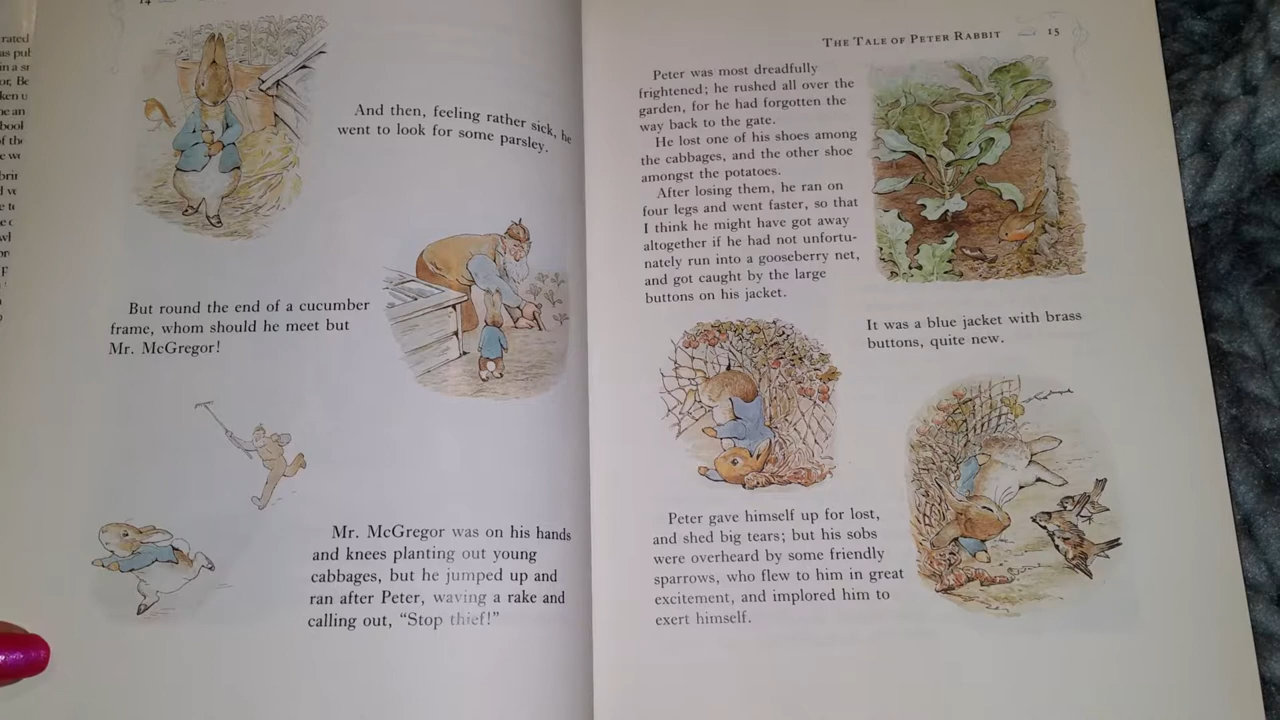 14
And then, feeling rather sick, he
went to look for some parsley.
But round the end of a cucumber
frame, whom should he meet but
Mr. McGregor!
Mr. McGregor was on his hands
and knees planting out young
cabbages, but he jumped up and
ran after Peter, waving a rake and
calling out, “Stop thief!”
THE TALE OF PETER RABBIT 15
Peter was most dreadfully
frightened; he rushed all over the
garden, for he had forgotten the
way back to the gate.
He lost one of his shoes among
the cabbages, and the other shoe
amongst the potatoes.
After losing them, he ran on
four legs and went faster, so that
I think he might have got away
altogether if he had not unfortu-
nately run into a gooseberry net,
and got caught by the large
buttons on his jacket.
It was a blue jacket with brass
buttons, quite new.
Peter gave himself up for lost,
and shed big tears; but his sobs
were overheard by some friendly
sparrows, who flew to him in great
excitement, and implored him to
exert himself.